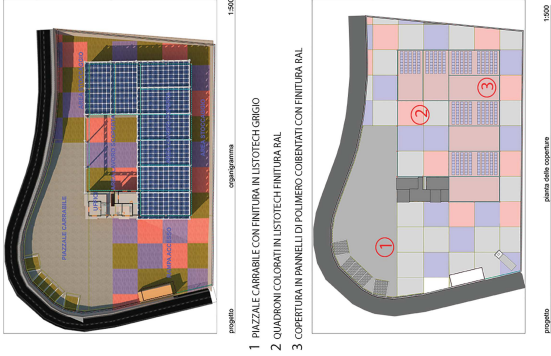 1:500
organigramma
progetto
PIAZZALE CARRABILE
UFFICI
1 PIAZZALE CARRABILE CON FINITURA IN LISTOTECH GRIGIO
2 QUADRONI COLORATI IN LISTOTECH FINITURA RAL
3 COPERTURA IN PANNELLI DI POLIMERO COIBENTATI CON FINITURA RAL
1
2
3
1:500
pianta delle coperture
progetto